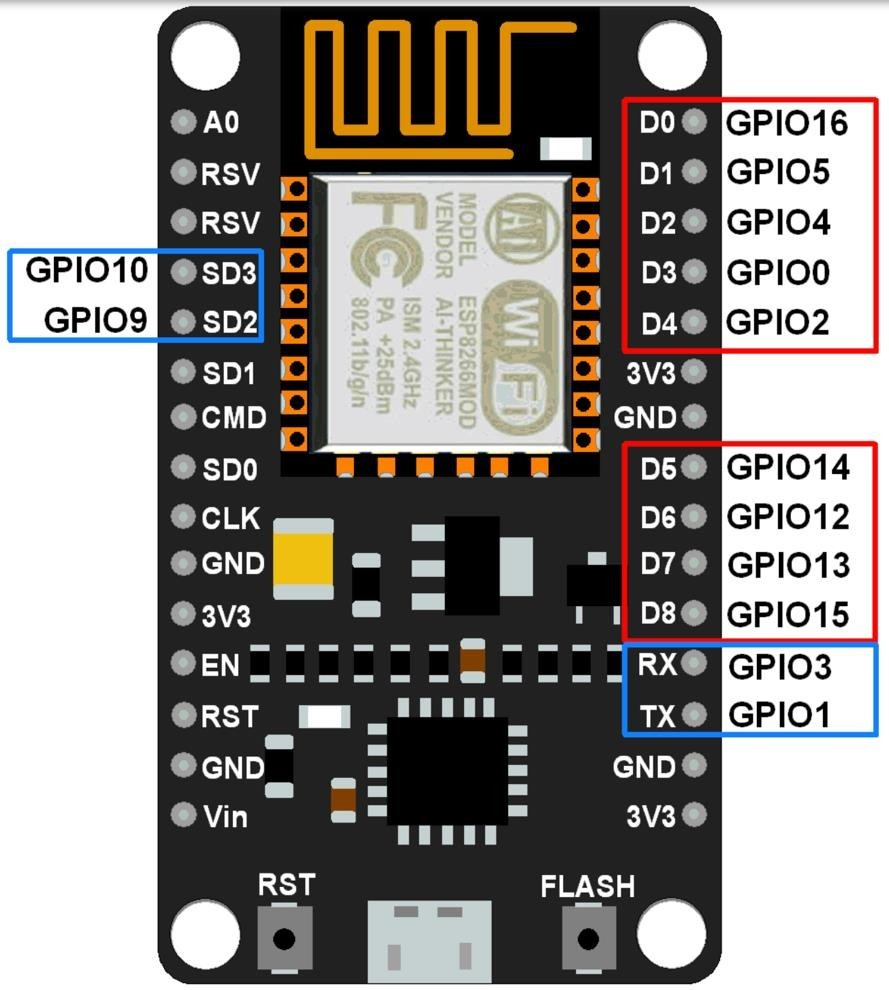 A0
RSV
RSV
GPIO10 SD3
GPIO9 SD2
SD1
CMD
SD0
CLK
GND
3V3
EN
RST
GND
Vin
FCC
MODEL
VENDOR
ISM 2.4GHz
PA +25dBm
802.11b/g/n
AI
WiFi
ESP8266MOD
AI-THINKER
D0 GPIO16
D1 GPIO5
D2 GPIO4
D3 GPIO0
D4 GPIO2
3V3
GND
D5 GPIO14
D6 GPIO12
D7 GPIO13
D8 GPIO15
RX GPIO3
TX GPIO1
GND
3V3
RST
FLASH